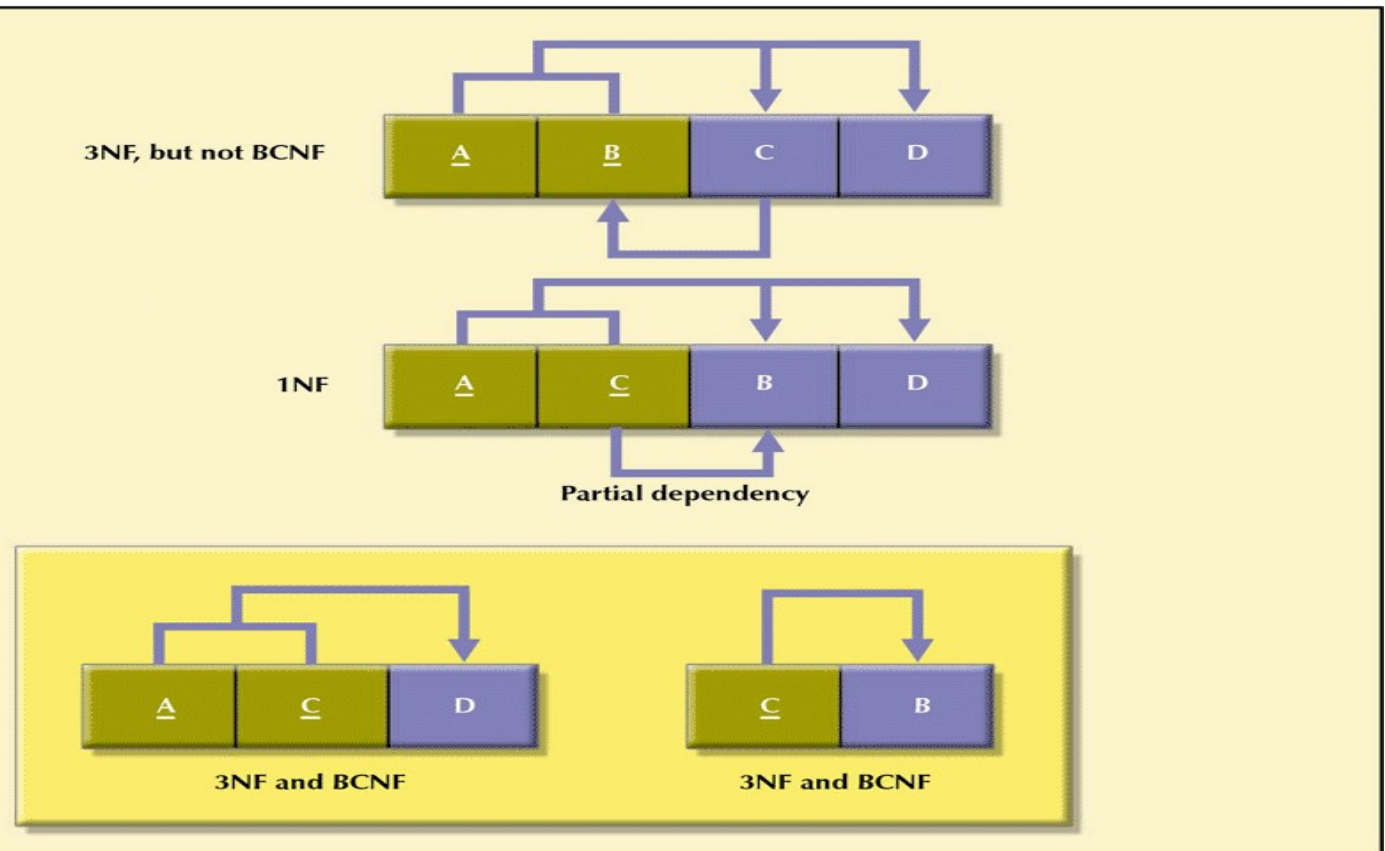 3NF, but not BCNF
A B C D
1NF
A C B D
Partial dependency
A C D
C B
3NF and BCNF
3NF and BCNF